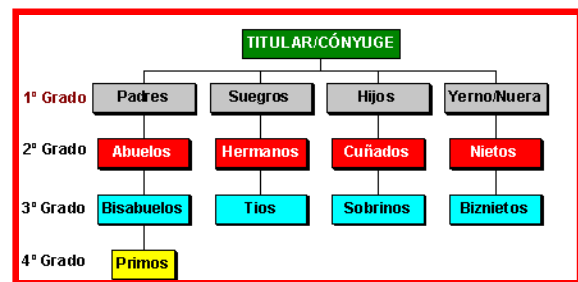 TITULAR/CÓNYUGE
1º Grado Padres Suegros Hijos Yerno/Nuera
2º Grado Abuelos Hermanos Cuñados Nietos
3º Grado Bisabuelos Tios Sobrinos Biznietos
4º Grado Primos